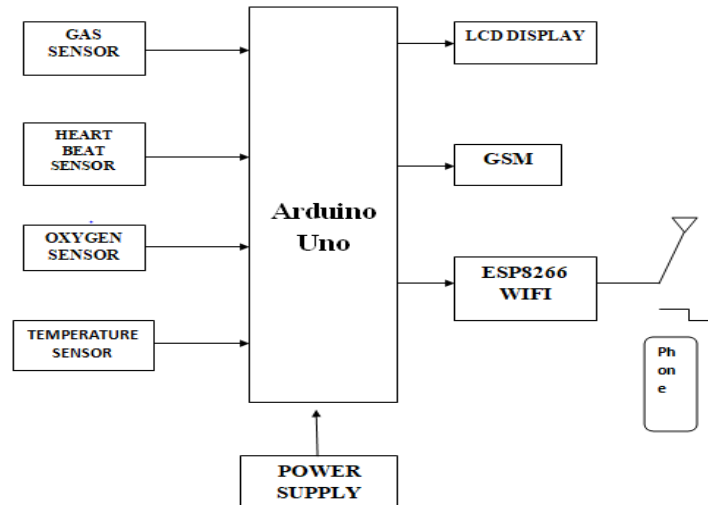 GAS
SENSOR
HEART
BEAT
SENSOR
OXYGEN
SENSOR
TEMPERATURE
SENSOR
Arduino
Uno
POWER
SUPPLY
LCD DISPLAY
GSM
ESP8266
WIFI
Ph
on
e